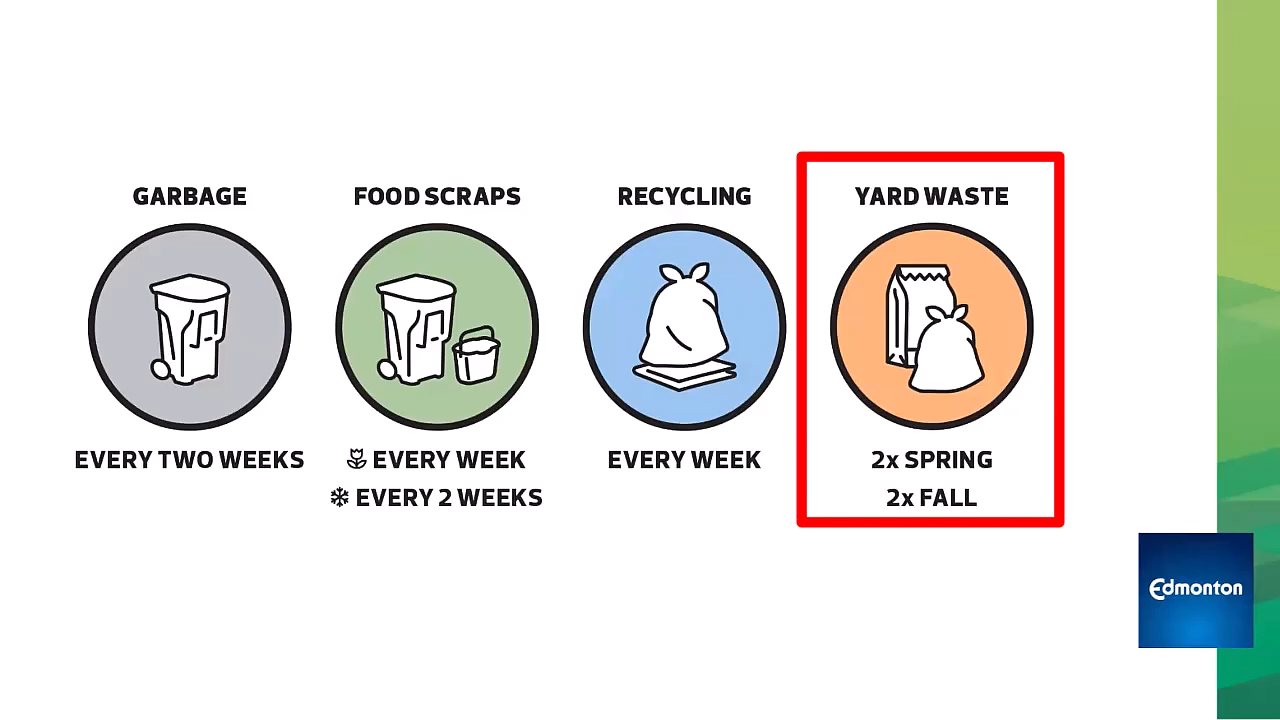 GARBAGE
FOOD SCRAPS
RECYCLING
YARD WASTE
EVERY TWO WEEKS
EVERY WEEK
EVERY 2 WEEKS
EVERY WEEK
2x SPRING
2x FALL
Edmonton